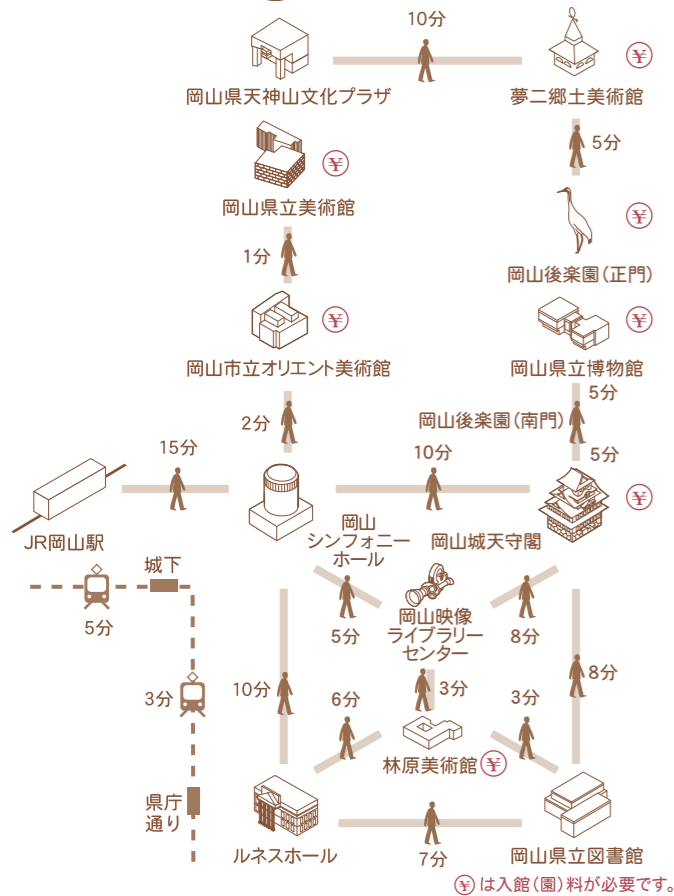 10分
岡山県天神山文化プラザ
夢二郷土美術館
¥
5分
岡山県立美術館
¥
¥
1分
岡山後楽園(正門)
岡山市立オリエント美術館
¥
岡山県立博物館
¥
5分
2分
岡山後楽園(南門)
15分
10分
5分
JR岡山駅
岡山
シンフォニー
ホール
岡山城天守閣
¥
城下
5分
5分
岡山映像
ライブラリー
センター
8分
3分
10分
6分
3分
3分
8分
林原美術館
¥
県庁
通り
ルネスホール
7分
岡山県立図書館
¥は入館(園)料が必要です。